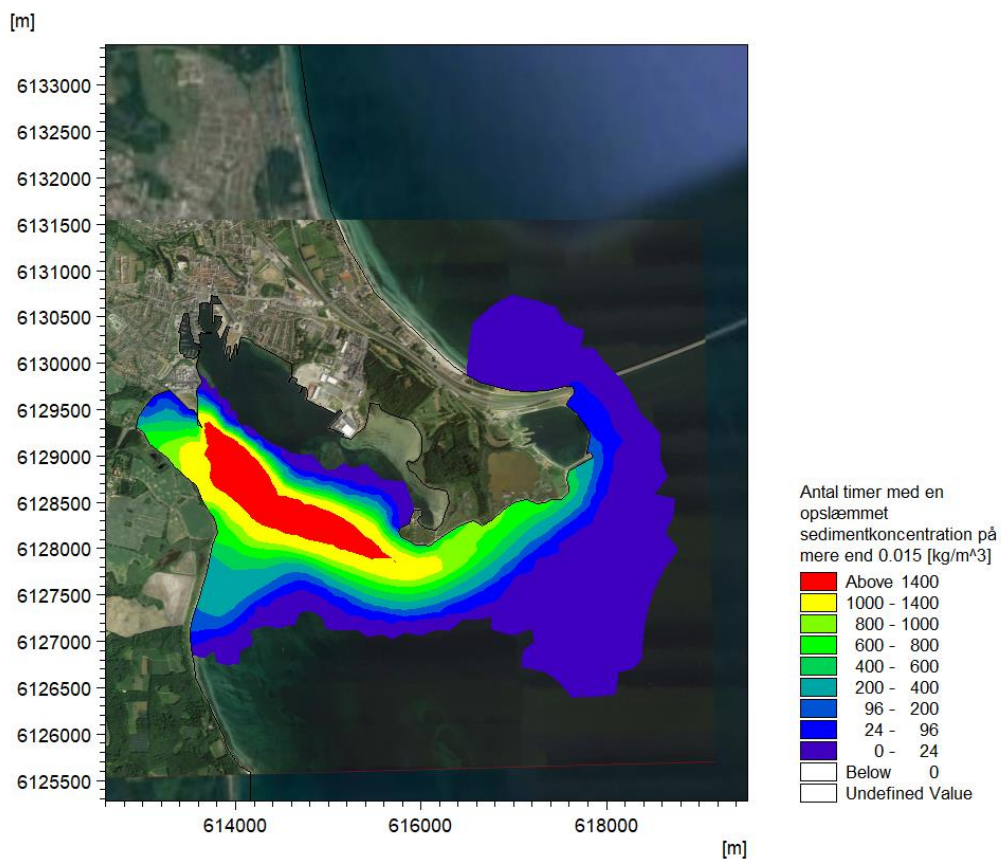 [m]
6133000
6132500
6132000
6131500
6131000
6130500
6130000
6129500
6129000
6128500
6128000
6127500
6127000
6126500
6126000
6125500
614000 616000 618000
[m]
Antal timer med en
opslæmmet
sedimentkoncentration på
mere end 0.015 [kg/m^3]
Above 1400
1000 - 1400
800 - 1000
600 - 800
400 - 600
200 - 400
96 - 200
24 - 96
0 - 24
Below 0
Undefined Value